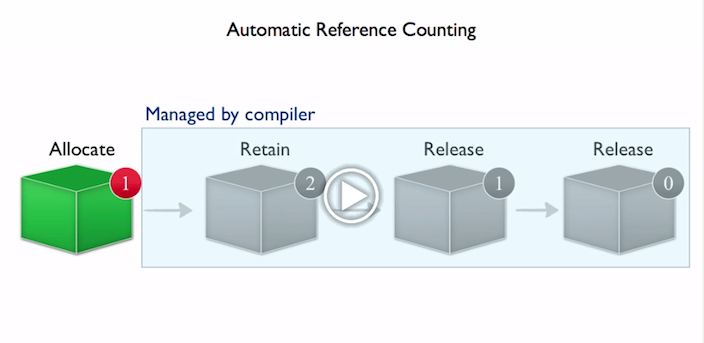 Automatic Reference Counting
Managed by compiler
Allocate
Retain
Release
Release
1
2
1
0